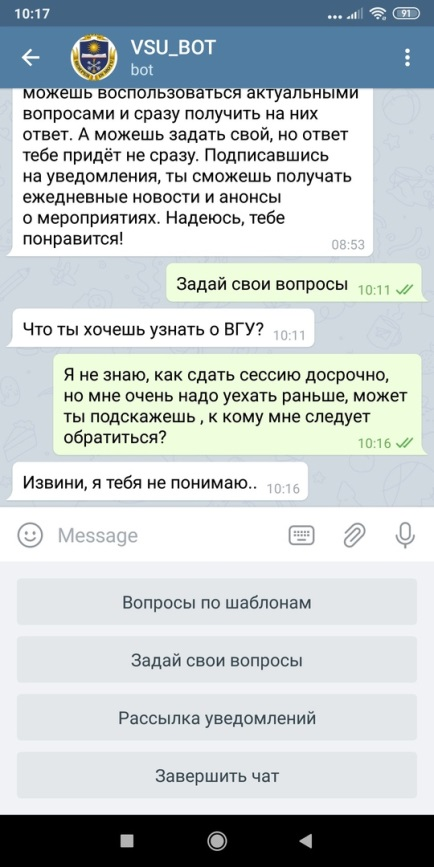 10:17
91
VSU_BOT
bot
можешь воспользоваться актуальными
вопросами и сразу получить на них
ответ. А можешь задать свой, но ответ
тебе придёт не сразу. Подписавшись
на уведомления, ты сможешь получать
ежедневные новости и анонсы
о мероприятиях. Надеюсь, тебе
понравится!
08:53
Задай свои вопросы 10:11
Что ты хочешь узнать о ВГУ? 10:11
Я не знаю, как сдать сессию досрочно,
но мне очень надо уехать раньше, может
ты подскажешь , к кому мне следует
обратиться?
10:16
Извини, я тебя не понимаю.. 10:16
Message
Вопросы по шаблонам
Задай свои вопросы
Рассылка уведомлений
Завершить чат